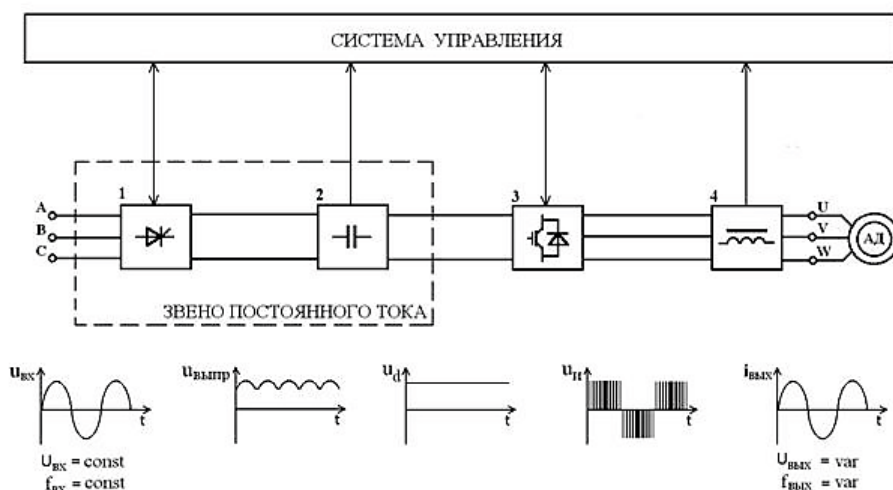 СИСТЕМА УПРАВЛЕНИЯ
1
2
3
4
A
B
C
U
V
W
АД
ЗВЕНО ПОСТОЯННОГО ТОКА
uвх
t
uвыпр
t
ud
t
uи
t
iвых
t
Uвх = const
fвх = const
Uвых = var
fвых = var